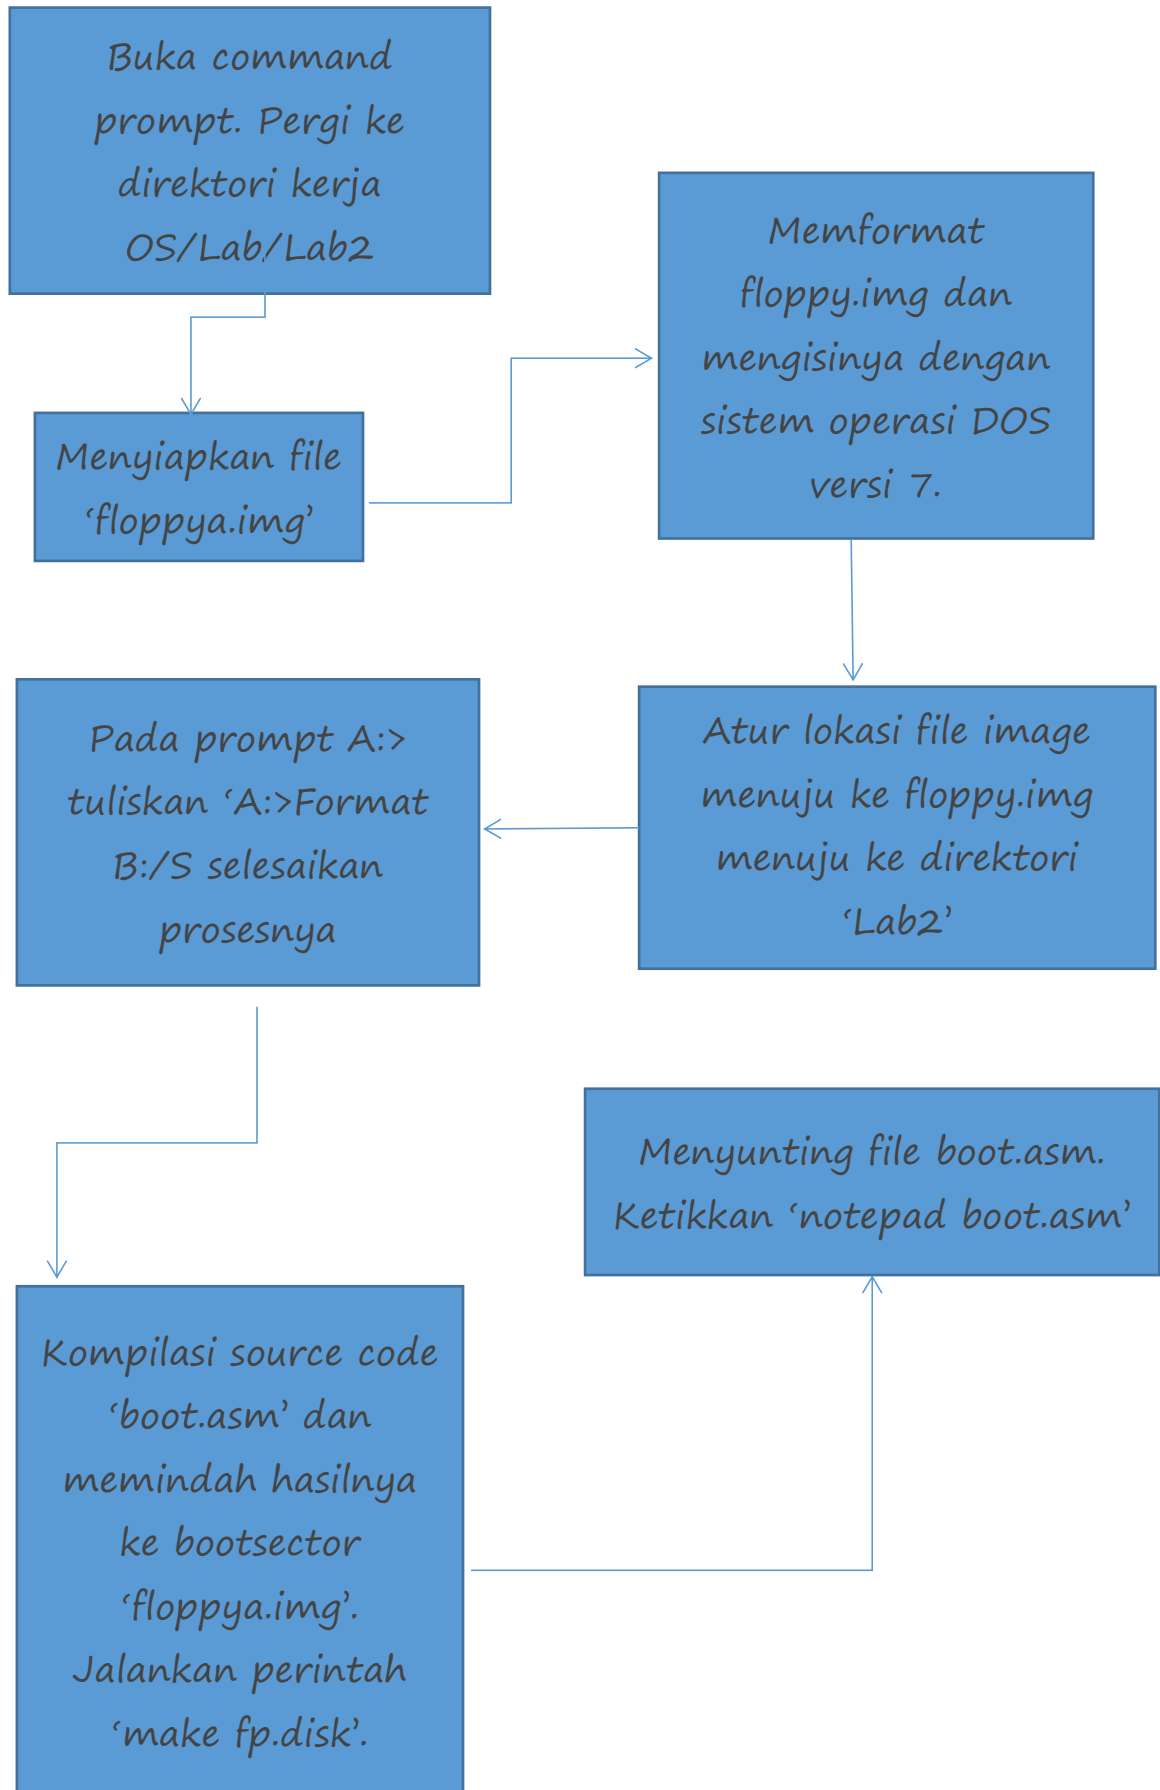 Buka command
prompt. Pergi ke
direktori kerja
OS/Lab/Lab2
Menyiapkan file
‘floppya.img’
Memformat
floppy.img dan
mengisinya dengan
sistem operasi DOS
versi 7.
Atur lokasi file image
menuju ke floppy.img
menuju ke direktori
‘Lab2’
Pada prompt A:>
tuliskan ‘A:>Format
B:/S selesaikan
prosesnya
Kompilasi source code
‘boot.asm’ dan
memindah hasilnya
ke bootsector
‘floppya.img’.
Jalankan perintah
‘make fp.disk’.
Menyunting file boot.asm.
Ketikkan ‘notepad boot.asm’